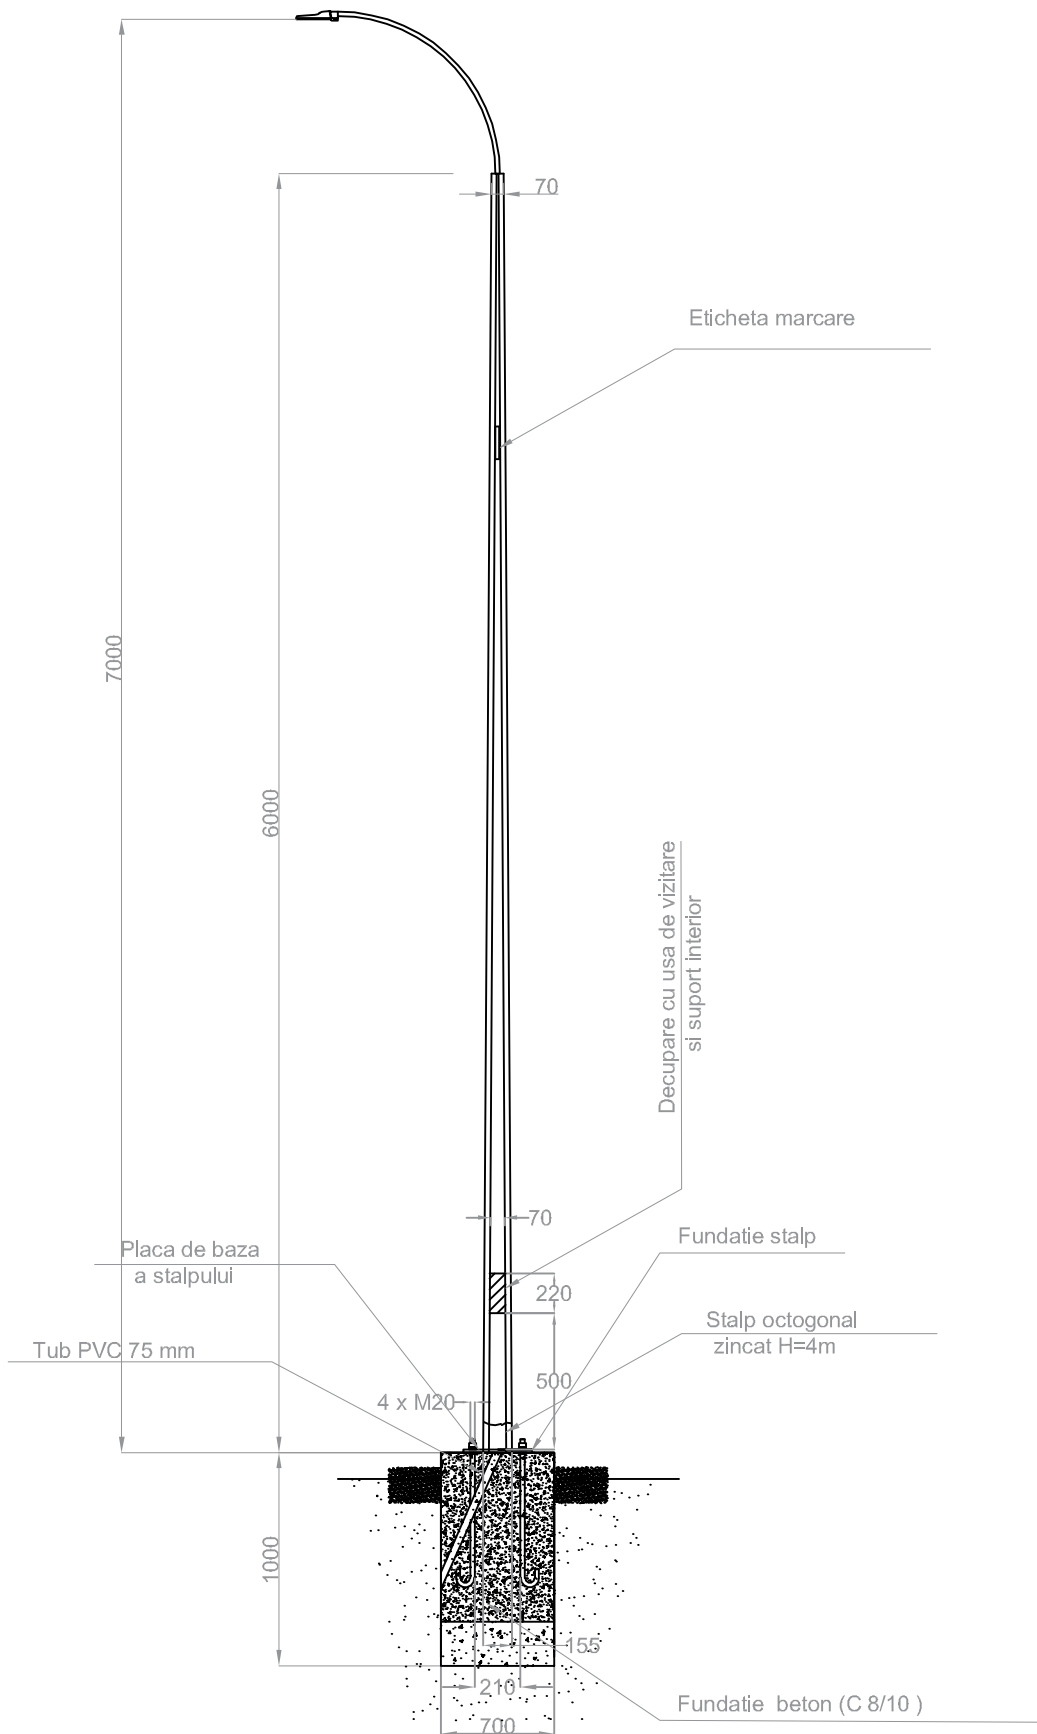 70
Eticheta marcare
7000
6000
Decupare cu usa de vizitare
si suport interior
70
Placa de baza
a stalpului
Fundatie stalp
220
Stalp octogonal
zincat H=4m
Tub PVC 75 mm
500
4 x M20
1000
155
210
Fundatie beton (C 8/10 )
700